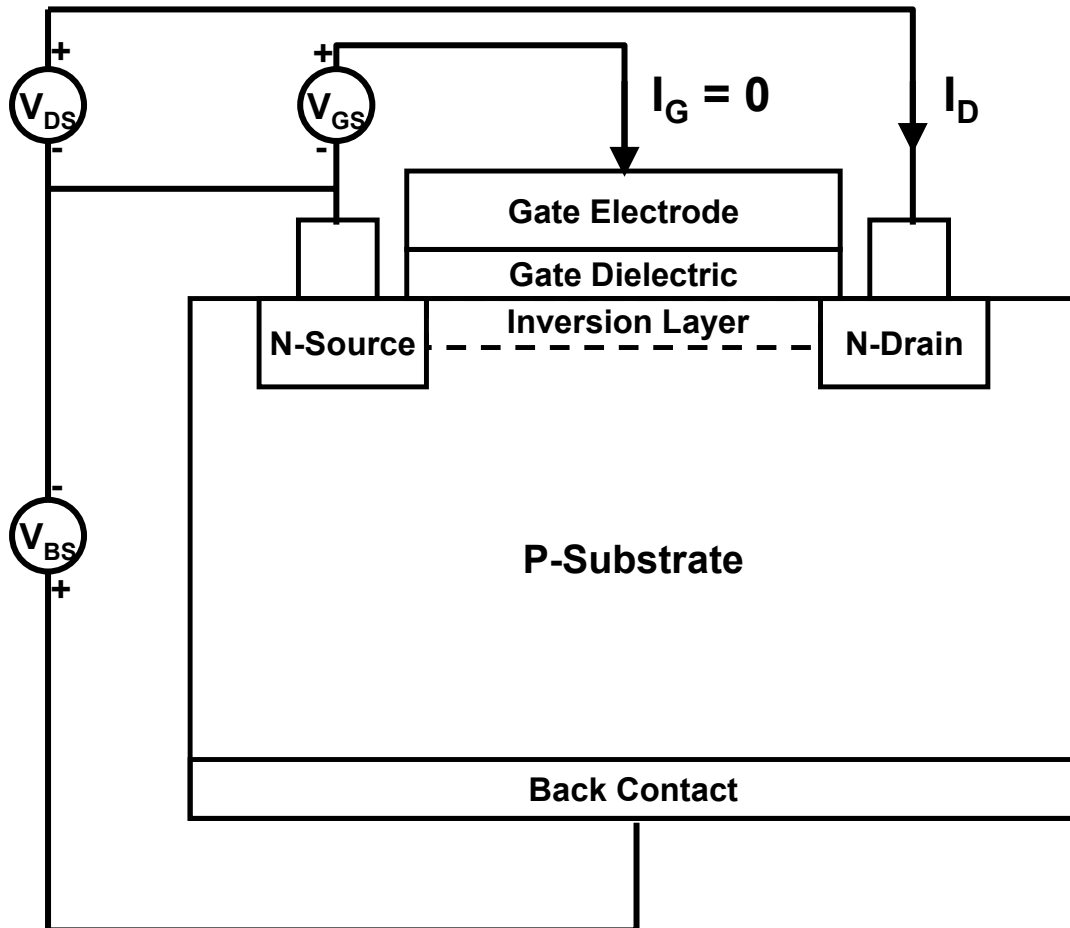 +
+
V_DS
V_GS
I_G = 0
I_D
-
-
Gate Electrode
Gate Dielectric
Inversion Layer
N-Source
N-Drain
-
V_BS
P-Substrate
+
Back Contact